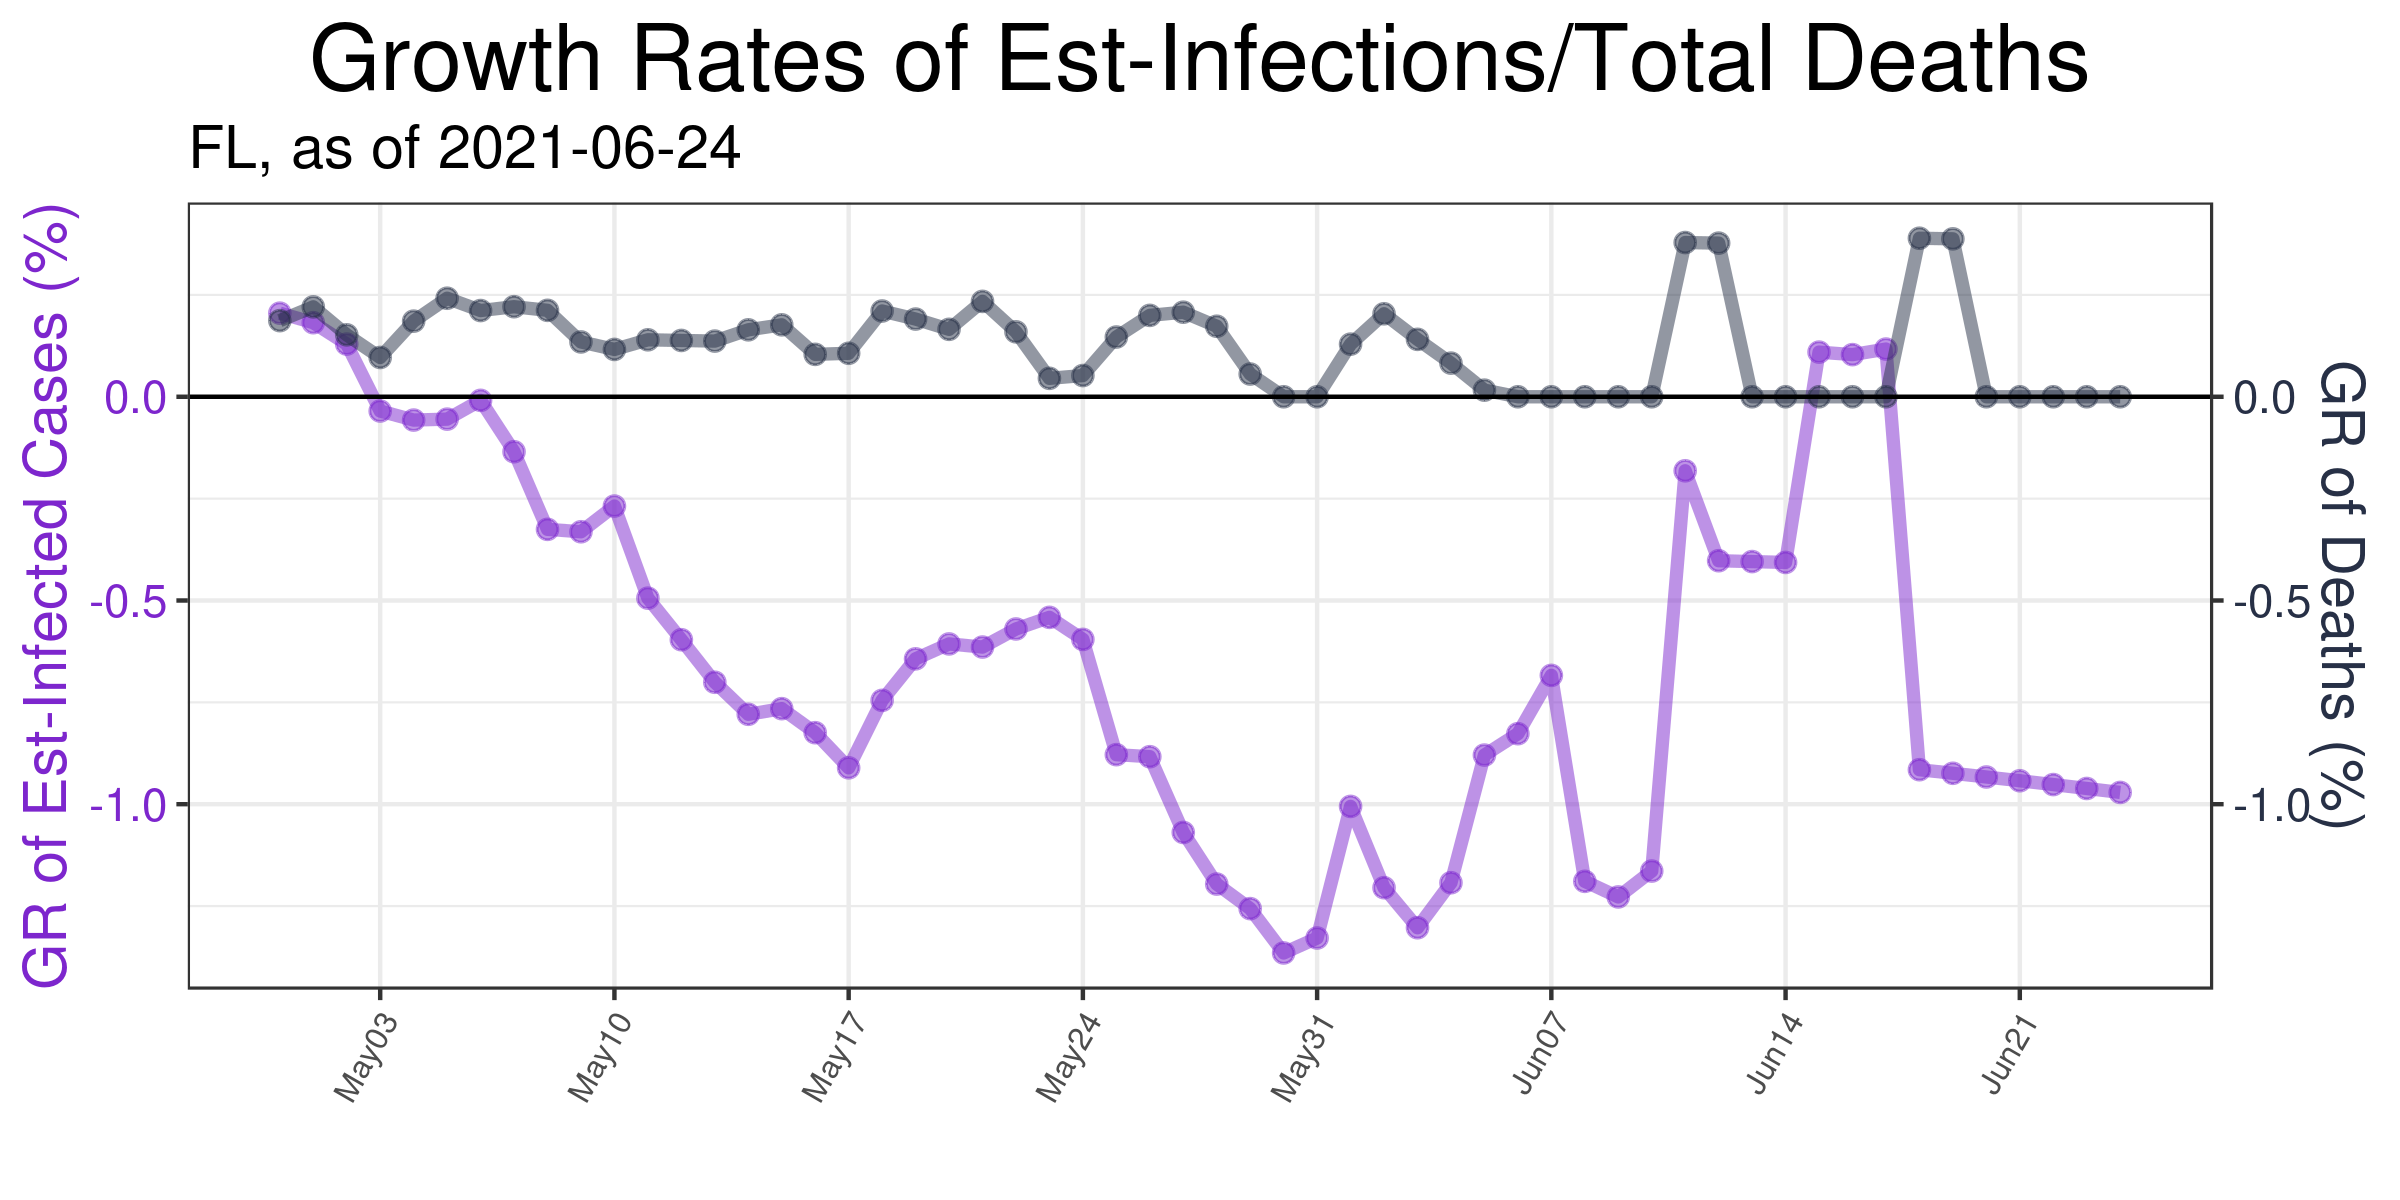 Growth Rates of Est-Infections/Total Deaths
FL, as of 2021-06-24
GR of Est-Infected Cases (%)
0.0
-0.5
-1.0
0.0
-0.5
-1.0
GR of Deaths (%)
May03
May10
May17
May24
May31
Jun07
Jun14
Jun21